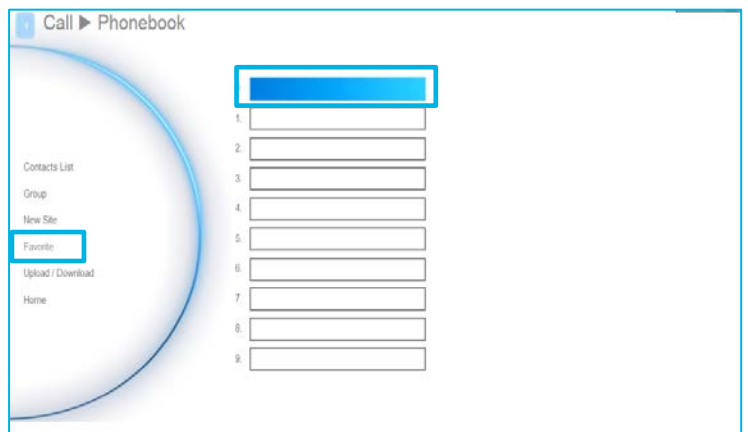 Call ▶ Phonebook
1.
2.
Contacts List
3.
Group
4.
New Site
5.
Favorite
6.
Upload / Download
7.
Home
8.
9.